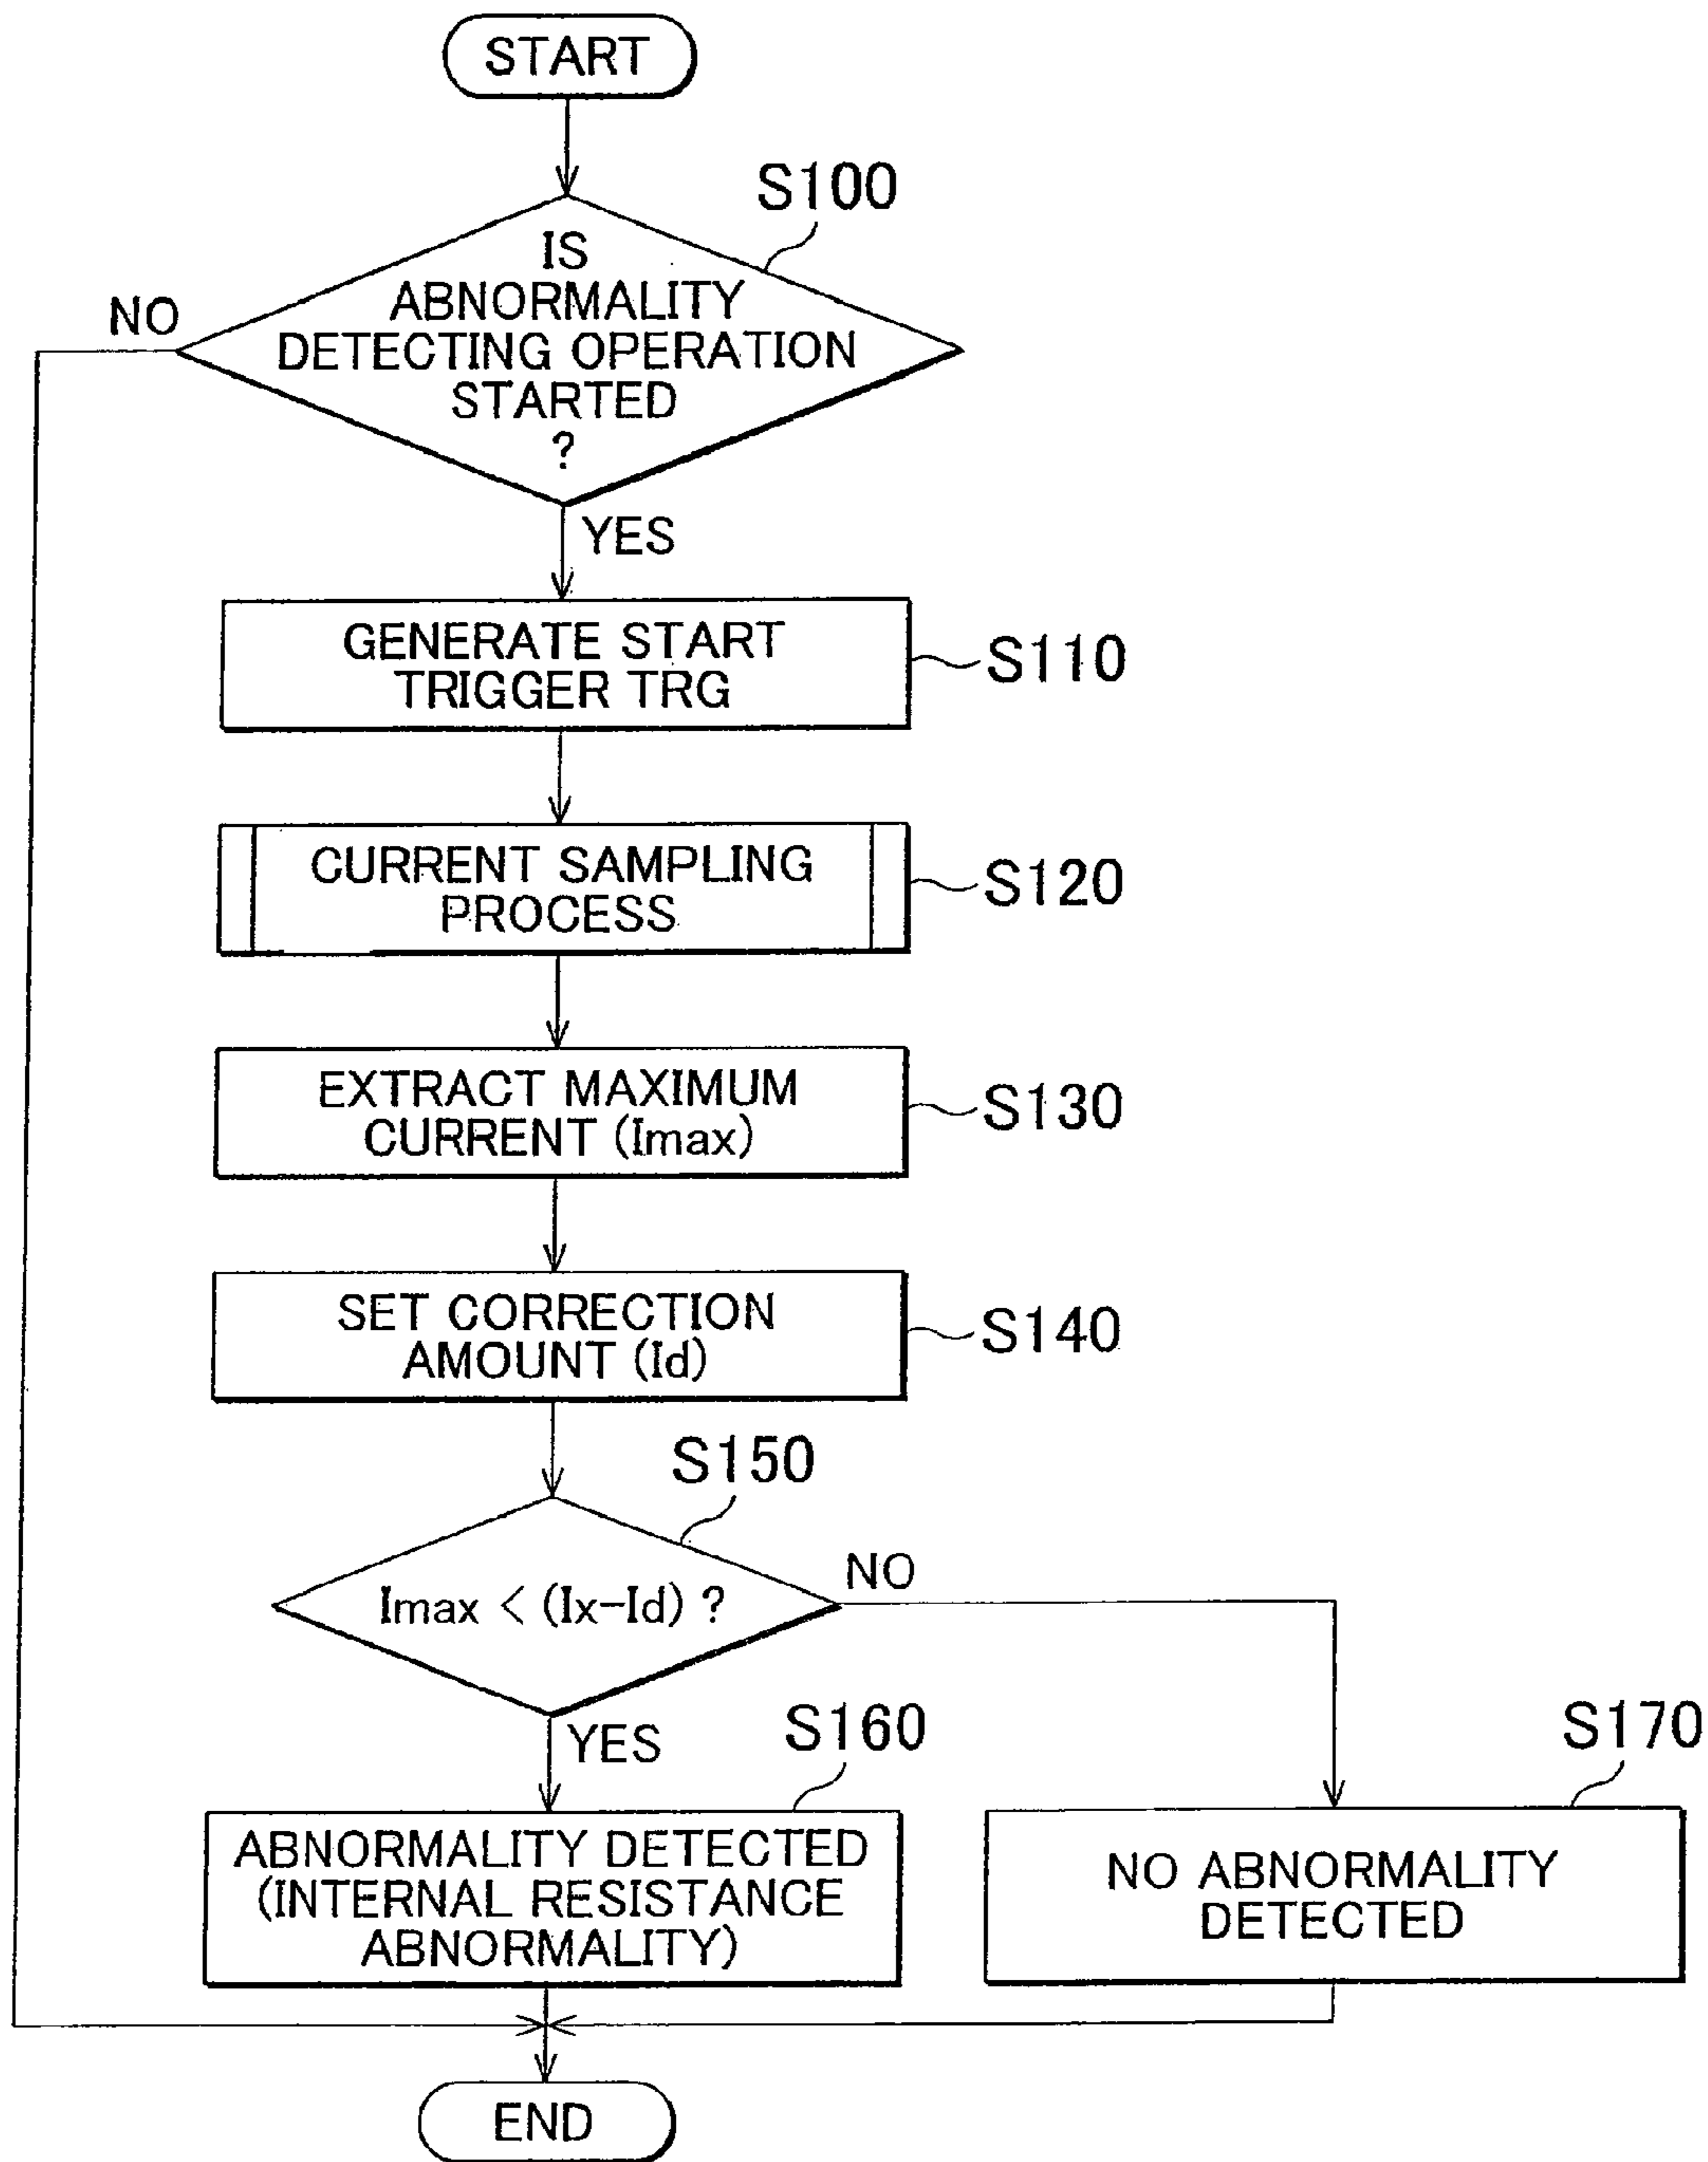 START
S100
IS
ABNORMALITY
DETECTING OPERATION
STARTED
?
NO
YES
GENERATE START
TRIGGER TRG
S110
CURRENT SAMPLING
PROCESS
S120
EXTRACT MAXIMUM
CURRENT (Imax)
S130
SET CORRECTION
AMOUNT (Id)
S140
S150
Imax < (Ix-Id) ?
NO
YES
S160
ABNORMALITY DETECTED
(INTERNAL RESISTANCE
ABNORMALITY)
S170
NO ABNORMALITY
DETECTED
END